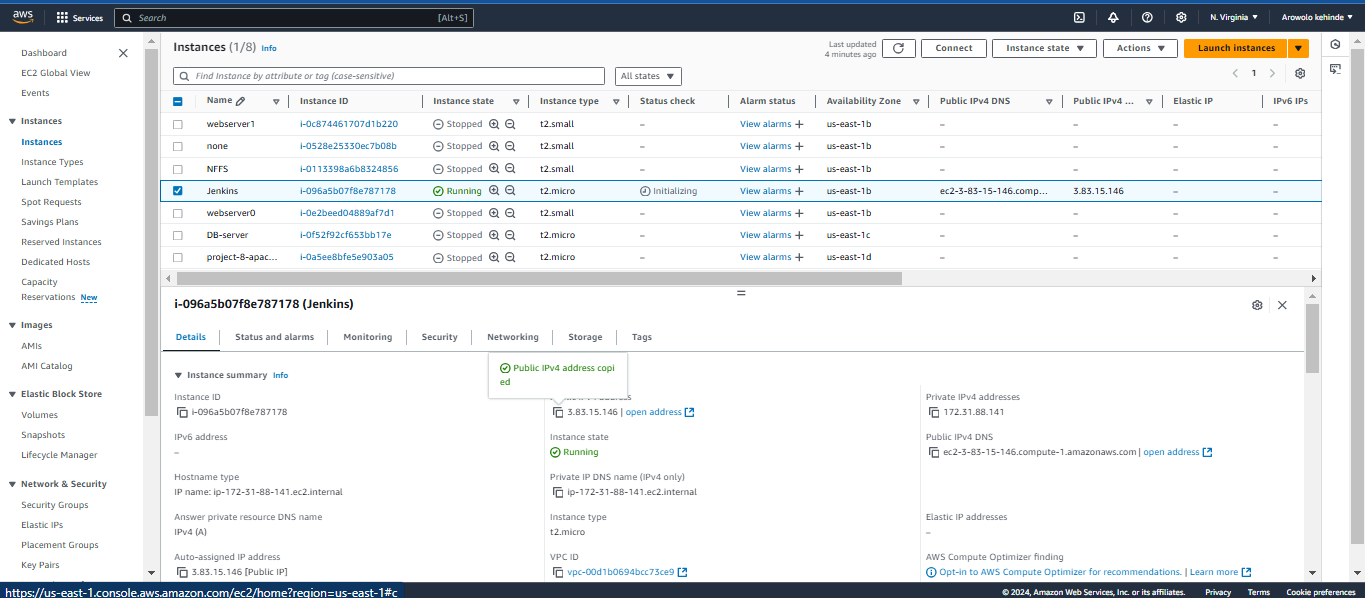 aws Services Search [Alt+S] N. Virginia Arowolo kehinde
Dashboard
EC2 Global View
Events
Instances
Instances
Instance Types
Launch Templates
Spot Requests
Savings Plans
Reserved Instances
Dedicated Hosts
Capacity
Reservations New
Images
AMIs
AMI Catalog
Elastic Block Store
Volumes
Snapshots
Lifecycle Manager
Network & Security
Security Groups
Elastic IPs
Placement Groups
Key Pairs
Instances (1/8) Info
Last updated
4 minutes ago
Connect Instance state Actions Launch instances
Find Instance by attribute or tag (case-sensitive) All states 1
Name Instance ID Instance state Instance type Status check Alarm status Availability Zone Public IPv4 DNS Public IPv4 ... Elastic IP IPv6 IPs
webserver1 i-0c874461707d1b220 Stopped t2.small – View alarms + us-east-1b – – – –
none i-0528e25330ec7b08b Stopped t2.small – View alarms + us-east-1b – – – –
NFFS i-0113398a6b8324856 Stopped t2.small – View alarms + us-east-1b – – – –
Jenkins i-096a5b07f8e787178 Running t2.micro Initializing View alarms + us-east-1b ec2-3-83-15-146.comp... 3.83.15.146 – –
webserver0 i-0e2beed04889af7d1 Stopped t2.small – View alarms + us-east-1b – – – –
DB-server i-0f52f92cf653bb17e Stopped t2.micro – View alarms + us-east-1c – – – –
project-8-apac... i-0a5ee8bfe5e903a05 Stopped t2.micro – View alarms + us-east-1d – – – –
i-096a5b07f8e787178 (Jenkins)
Details Status and alarms Monitoring Security Networking Storage Tags
Public IPv4 address copi
ed
Instance summary Info
Instance ID
i-096a5b07f8e787178
3.83.15.146 | open address
Private IPv4 addresses
172.31.88.141
IPv6 address
–
Instance state
Running
Public IPv4 DNS
ec2-3-83-15-146.compute-1.amazonaws.com | open address
Hostname type
IP name: ip-172-31-88-141.ec2.internal
Private IP DNS name (IPv4 only)
ip-172-31-88-141.ec2.internal
Answer private resource DNS name
IPv4 (A)
Instance type
t2.micro
Elastic IP addresses
–
Auto-assigned IP address
3.83.15.146 [Public IP]
VPC ID
vpc-00d1b0694bcc73ce9
AWS Compute Optimizer finding
Opt-in to AWS Compute Optimizer for recommendations. | Learn more
https://us-east-1.console.aws.amazon.com/ec2/home?region=us-east-1#c
© 2024, Amazon Web Services, Inc. or its affiliates. Privacy Terms Cookie preferences